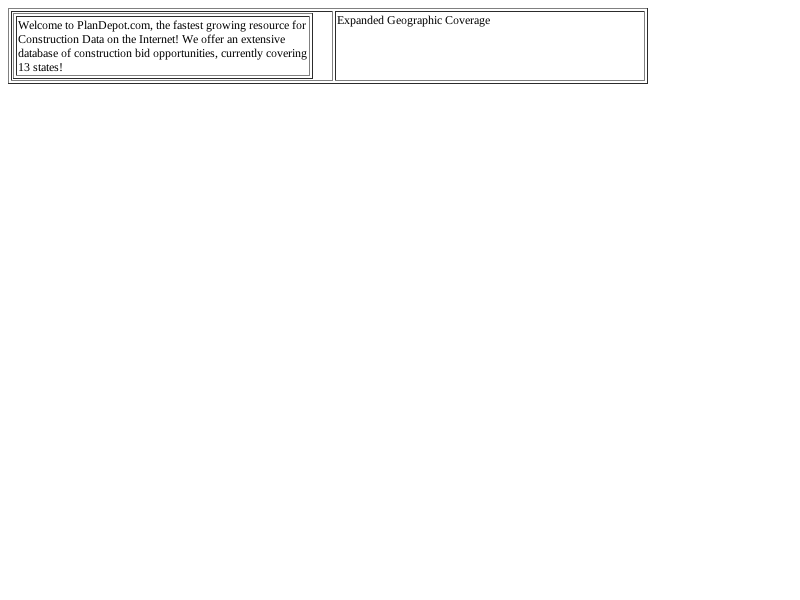 Welcome to PlanDepot.com, the fastest growing resource for
Construction Data on the Internet! We offer an extensive
database of construction bid opportunities, currently covering
13 states!
Expanded Geographic Coverage